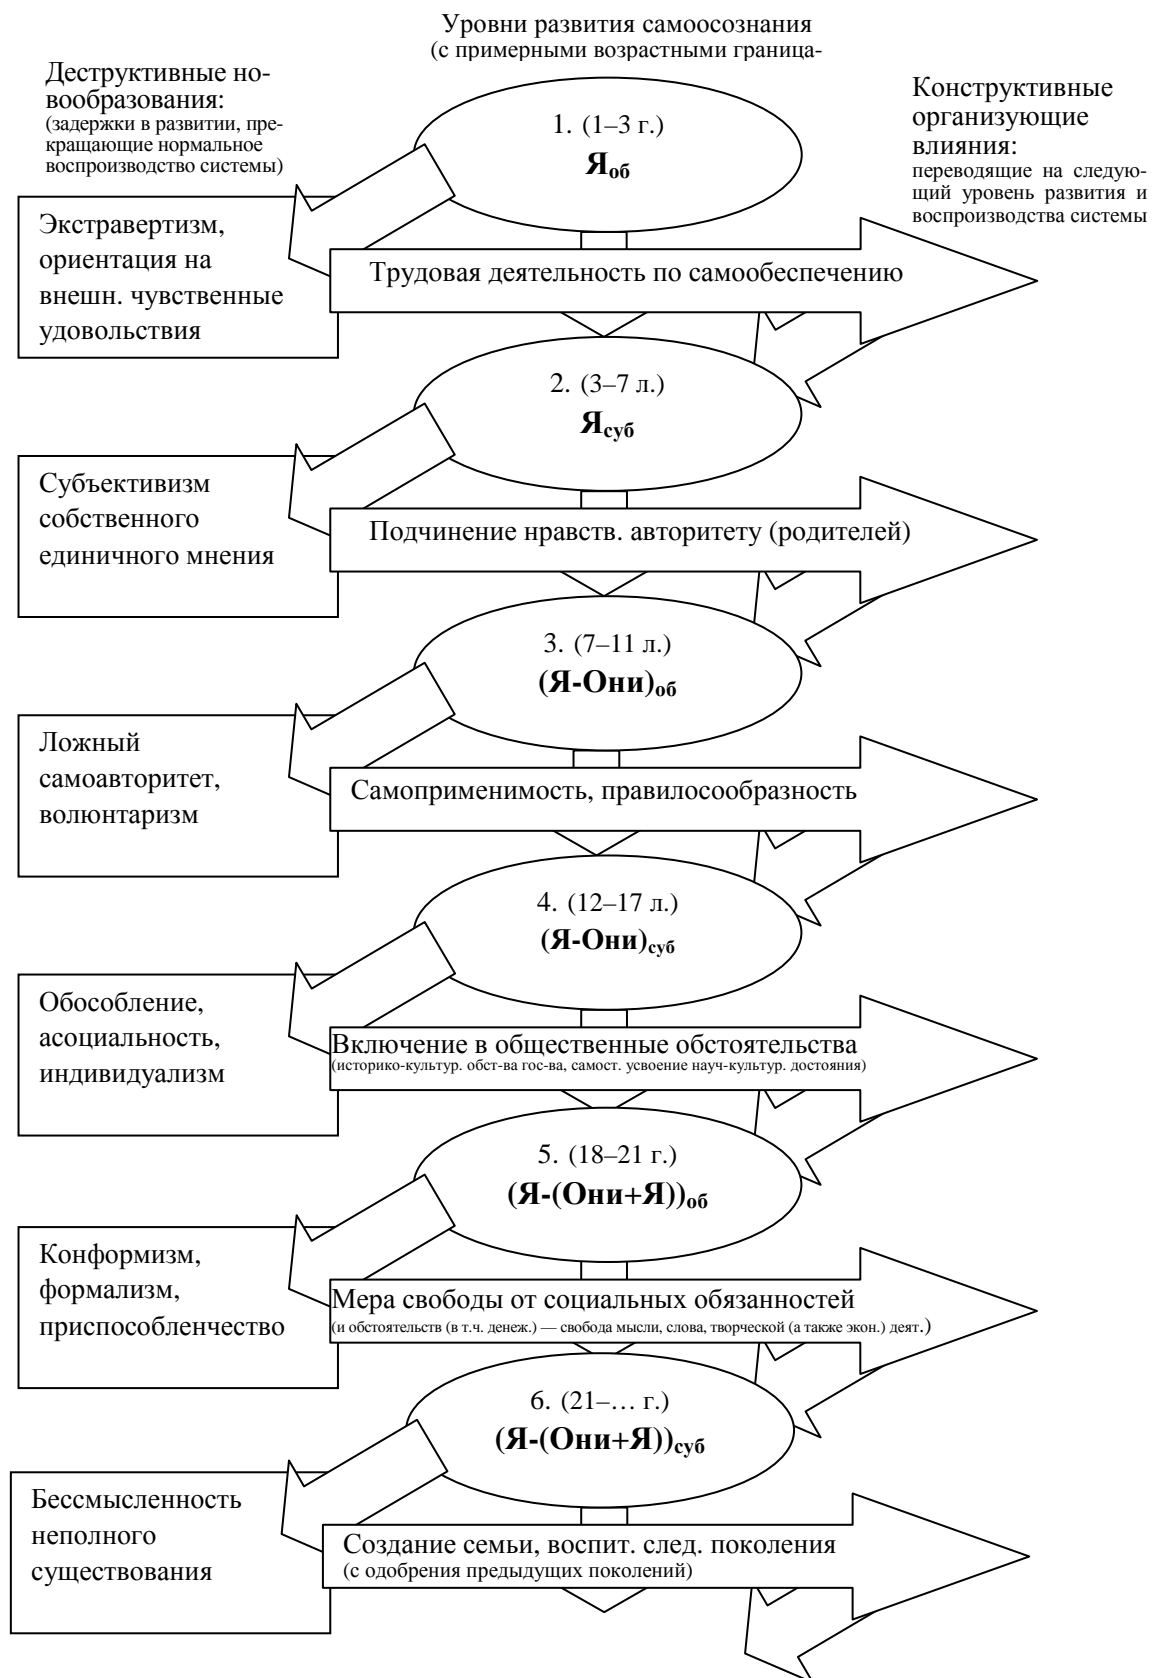 Уровни развития самоосознания
(с примерными возрастными граница-
Деструктивные но-
вообразования:
(задержки в развитии, пре-
кращающие нормальное
воспроизводство системы)
Конструктивные
организующие
влияния:
переводящие на следую-
щий уровень развития и
воспроизводства системы
1. (1–3 г.)
Яоб
Экстравертизм,
ориентация на
внешн. чувственные
удовольствия
Трудовая деятельность по самообеспечению
2. (3–7 л.)
Ясуб
Субъективизм
собственного
единичного мнения
Подчинение нравств. авторитету (родителей)
3. (7–11 л.)
(Я-Они)об
Ложный
самоавторитет,
волюнтаризм
Самоприменимость, правилосообразность
4. (12–17 л.)
(Я-Они)суб
Обособление,
асоциальность,
индивидуализм
Включение в общественные обстоятельства
(историко-культур. обст-ва гос-ва, самост. усвоение науч-культур. достояния)
5. (18–21 г.)
(Я-(Они+Я))об
Конформизм,
формализм,
приспособленчество
Мера свободы от социальных обязанностей
(и обстоятельств (в т.ч. денеж.) — свобода мысли, слова, творческой (а также экон.) деят.)
6. (21–… г.)
(Я-(Они+Я))суб
Бессмысленность
неполного
существования
Создание семьи, воспит. след. поколения
(с одобрения предыдущих поколений)